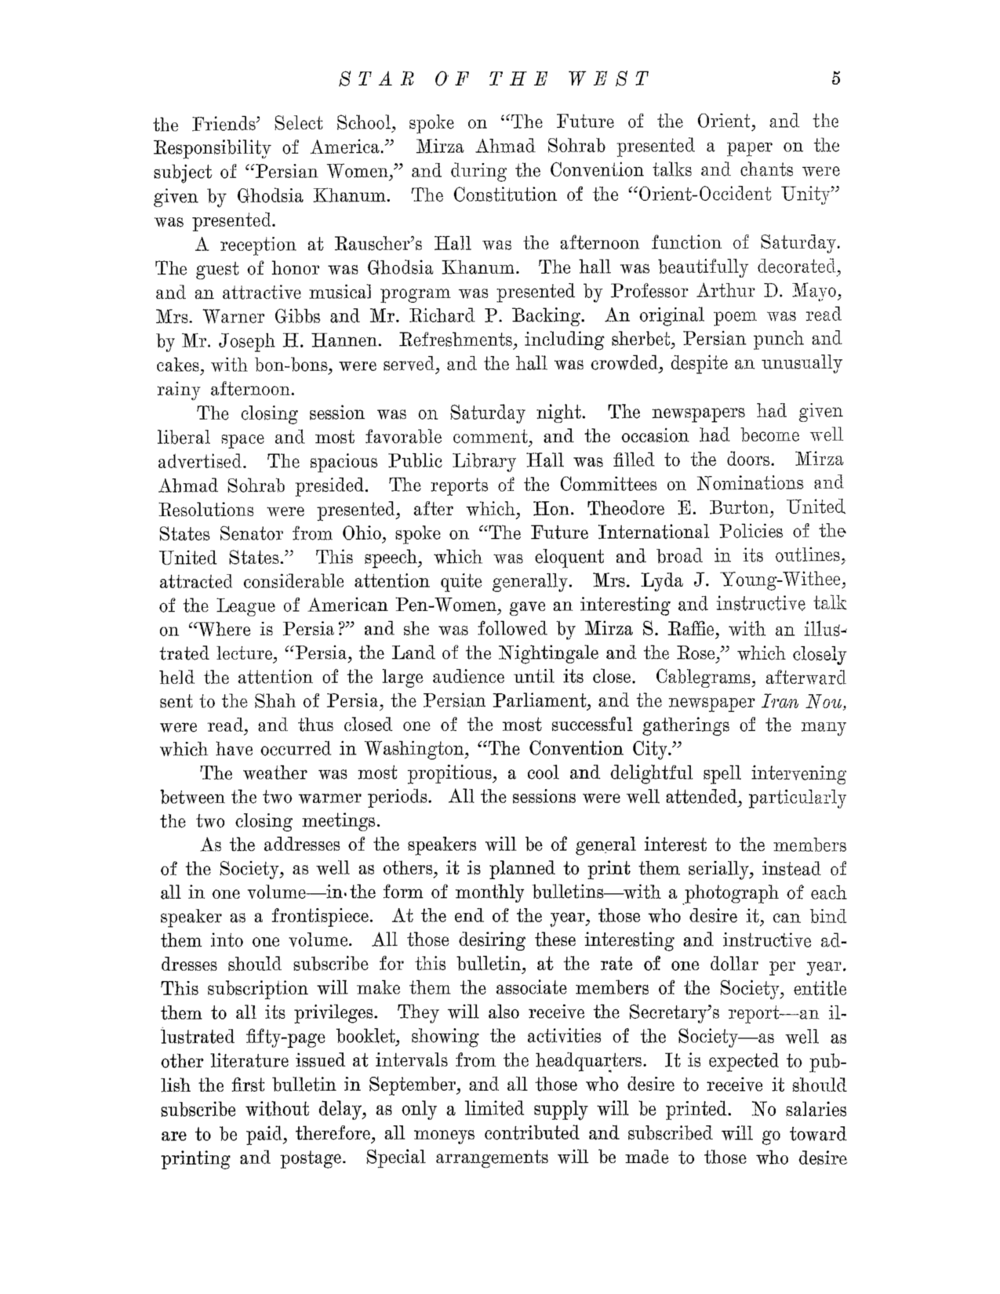 STAR OF THE WEST 5
the Friends' Select School, spoke on "The Future of the Orient, and the
Responsibility of America." Mirza Ahmad Sohrab presented a paper on the
subject of "Persian Women," and during the Convention talks and chants were
given by Ghodsia Khanum. The Constitution of the "Orient-Occident Unity"
was presented.
A reception at Rauscher's Hall was the afternoon function of Saturday.
The guest of honor was Ghodsia Khanum. The hall was beautifully decorated,
and an attractive musical program was presented by Professor Arthur D. Mayo,
Mrs. Warner Gibbs and Mr. Richard P. Backing. An original poem was read
by Mr. Joseph H. Hannen. Refreshments, including sherbet, Persian punch and
cakes, with bon-bons, were served, and the hall was crowded, despite an unusually
rainy afternoon.
The closing session was on Saturday night. The newspapers had given
liberal space and most favorable comment, and the occasion had become well
advertised. The spacious Public Library Hall was filled to the doors. Mirza
Ahmad Sohrab presided. The reports of the Committees on Nominations and
Resolutions were presented, after which, Hon. Theodore E. Burton, United
States Senator from Ohio, spoke on "The Future International Policies of the
United States." This speech, which was eloquent and broad in its outlines,
attracted considerable attention quite generally. Mrs. Lyda J. Young-Withee,
of the League of American Pen-Women, gave an interesting and instructive talk
on "Where is Persia?" and she was followed by Mirza S. Raffie, with an illus-
trated lecture, "Persia, the Land of the Nightingale and the Rose," which closely
held the attention of the large audience until its close. Cablegrams, afterward
sent to the Shah of Persia, the Persian Parliament, and the newspaper Iran Nou,
were read, and thus closed one of the most successful gatherings of the many
which have occurred in Washington, "The Convention City."
The weather was most propitious, a cool and delightful spell intervening
between the two warmer periods. All the sessions were well attended, particularly
the two closing meetings.
As the addresses of the speakers will be of general interest to the members
of the Society, as well as others, it is planned to print them serially, instead of
all in one volume—in the form of monthly bulletins—with a photograph of each
speaker as a frontispiece. At the end of the year, those who desire it, can bind
them into one volume. All those desiring these interesting and instructive ad-
dresses should subscribe for this bulletin, at the rate of one dollar per year.
This subscription will make them the associate members of the Society, entitle
them to all its privileges. They will also receive the Secretary's report—an il-
lustrated fifty-page booklet, showing the activities of the Society—as well as
other literature issued at intervals from the headquarters. It is expected to pub-
lish the first bulletin in September, and all those who desire to receive it should
subscribe without delay, as only a limited supply will be printed. No salaries
are to be paid, therefore, all moneys contributed and subscribed will go toward
printing and postage. Special arrangements will be made to those who desire